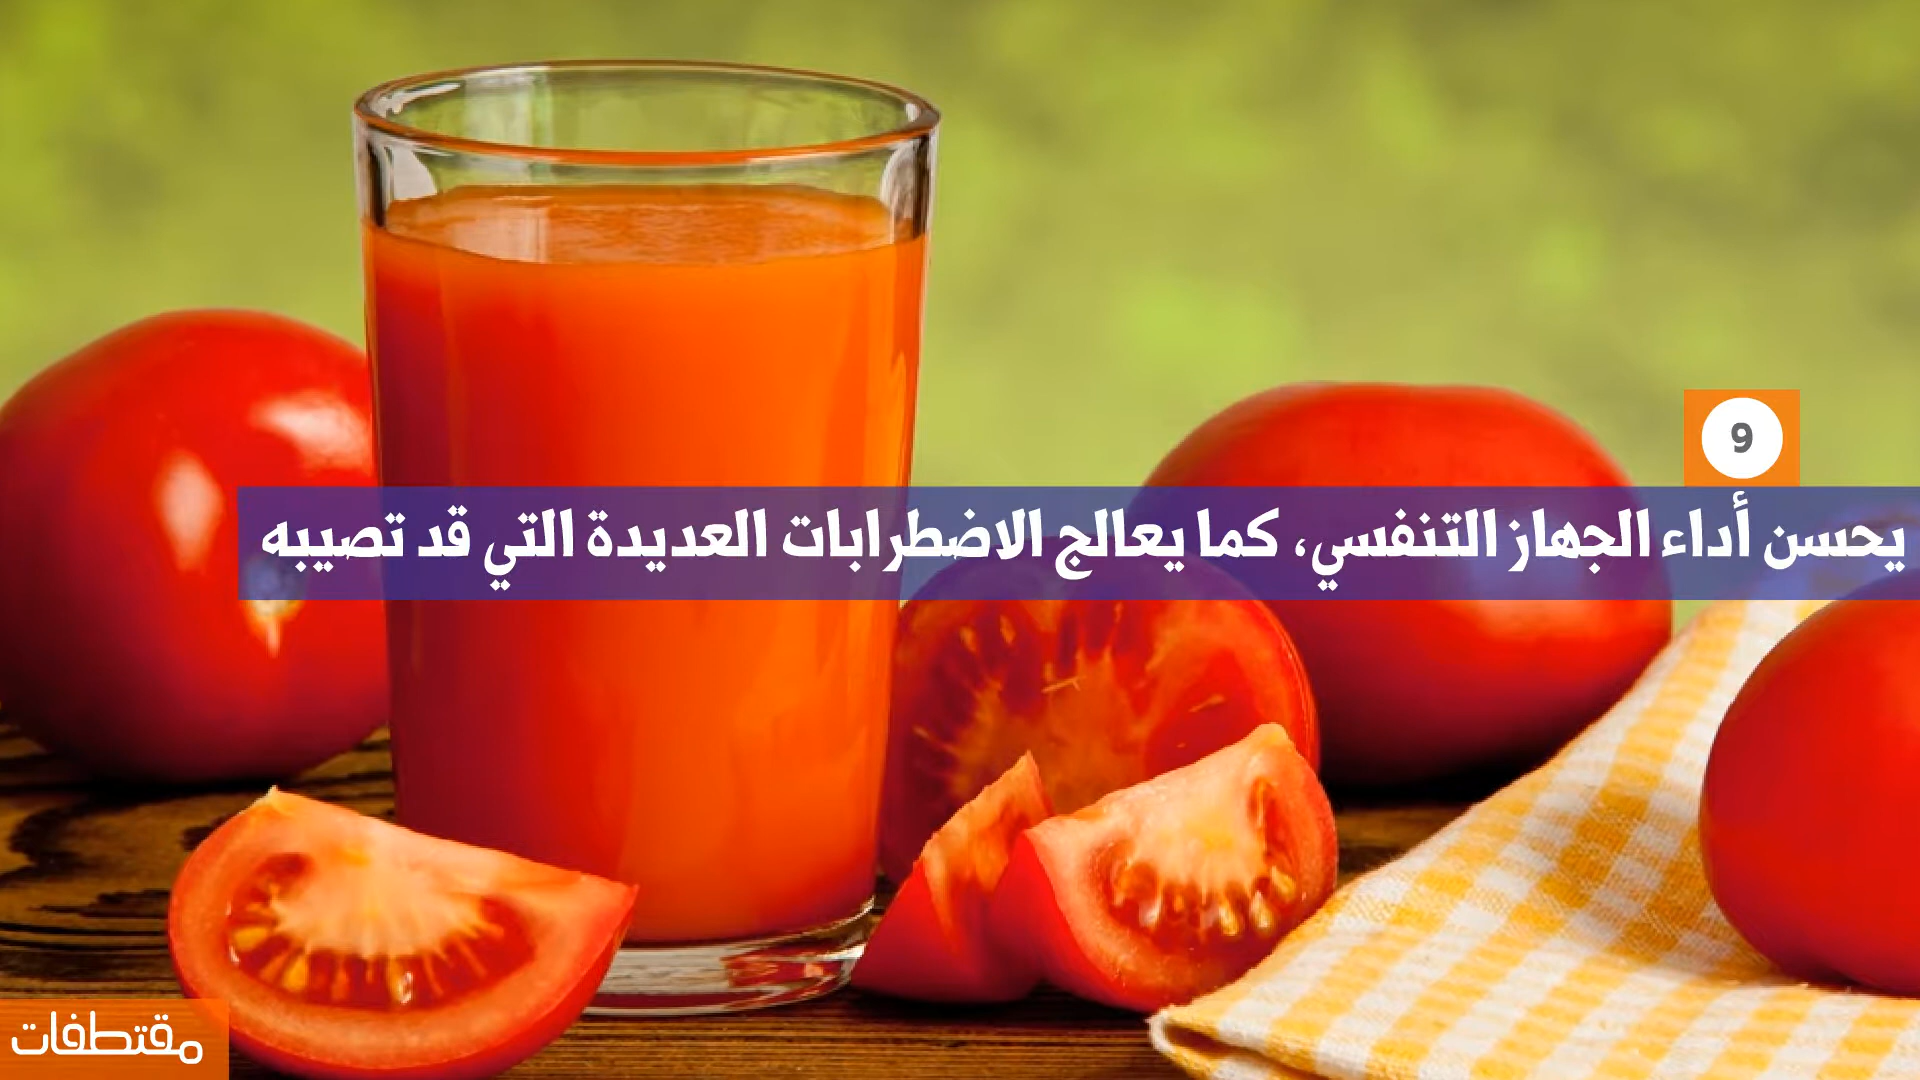 9
يحسن أداء الجهاز التنفسي، كما يعالج الاضطرابات العديدة التي قد تصيبه
مقتطفات